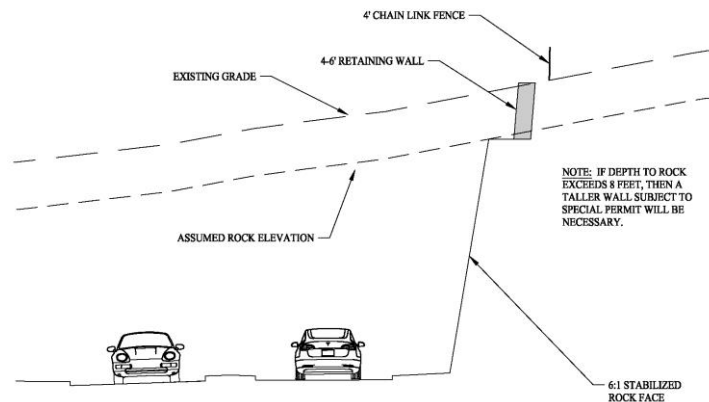 4' CHAIN LINK FENCE
4-6' RETAINING WALL
EXISTING GRADE
NOTE: IF DEPTH TO ROCK
EXCEEDS 8 FEET, THEN A
TALLER WALL SUBJECT TO
SPECIAL PERMIT WILL BE
NECESSARY.
ASSUMED ROCK ELEVATION
6:1 STABILIZED
ROCK FACE